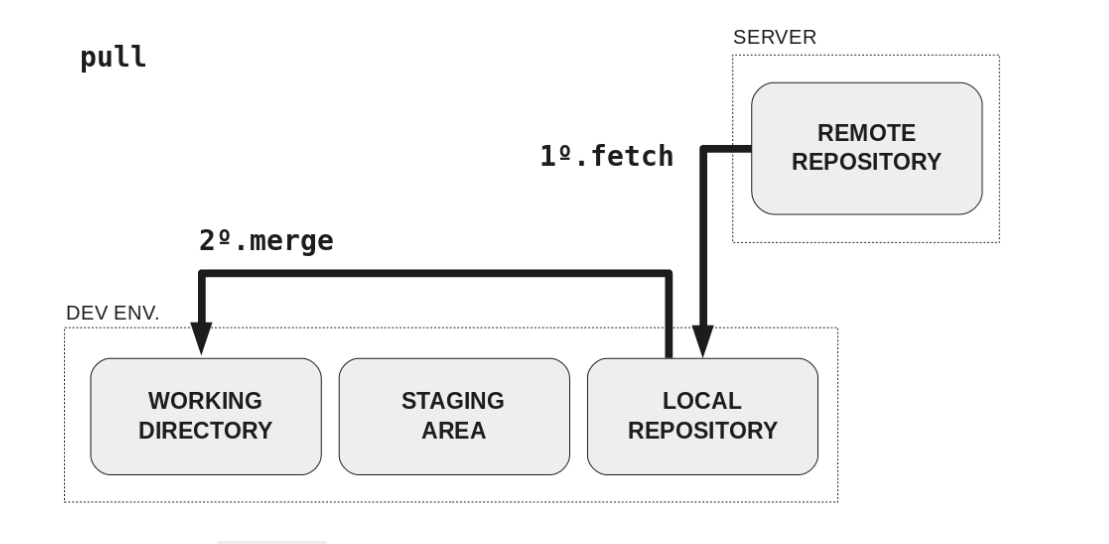 pull
SERVER
REMOTE
REPOSITORY
1º.fetch
2º.merge
DEV ENV.
WORKING
DIRECTORY
STAGING
AREA
LOCAL
REPOSITORY